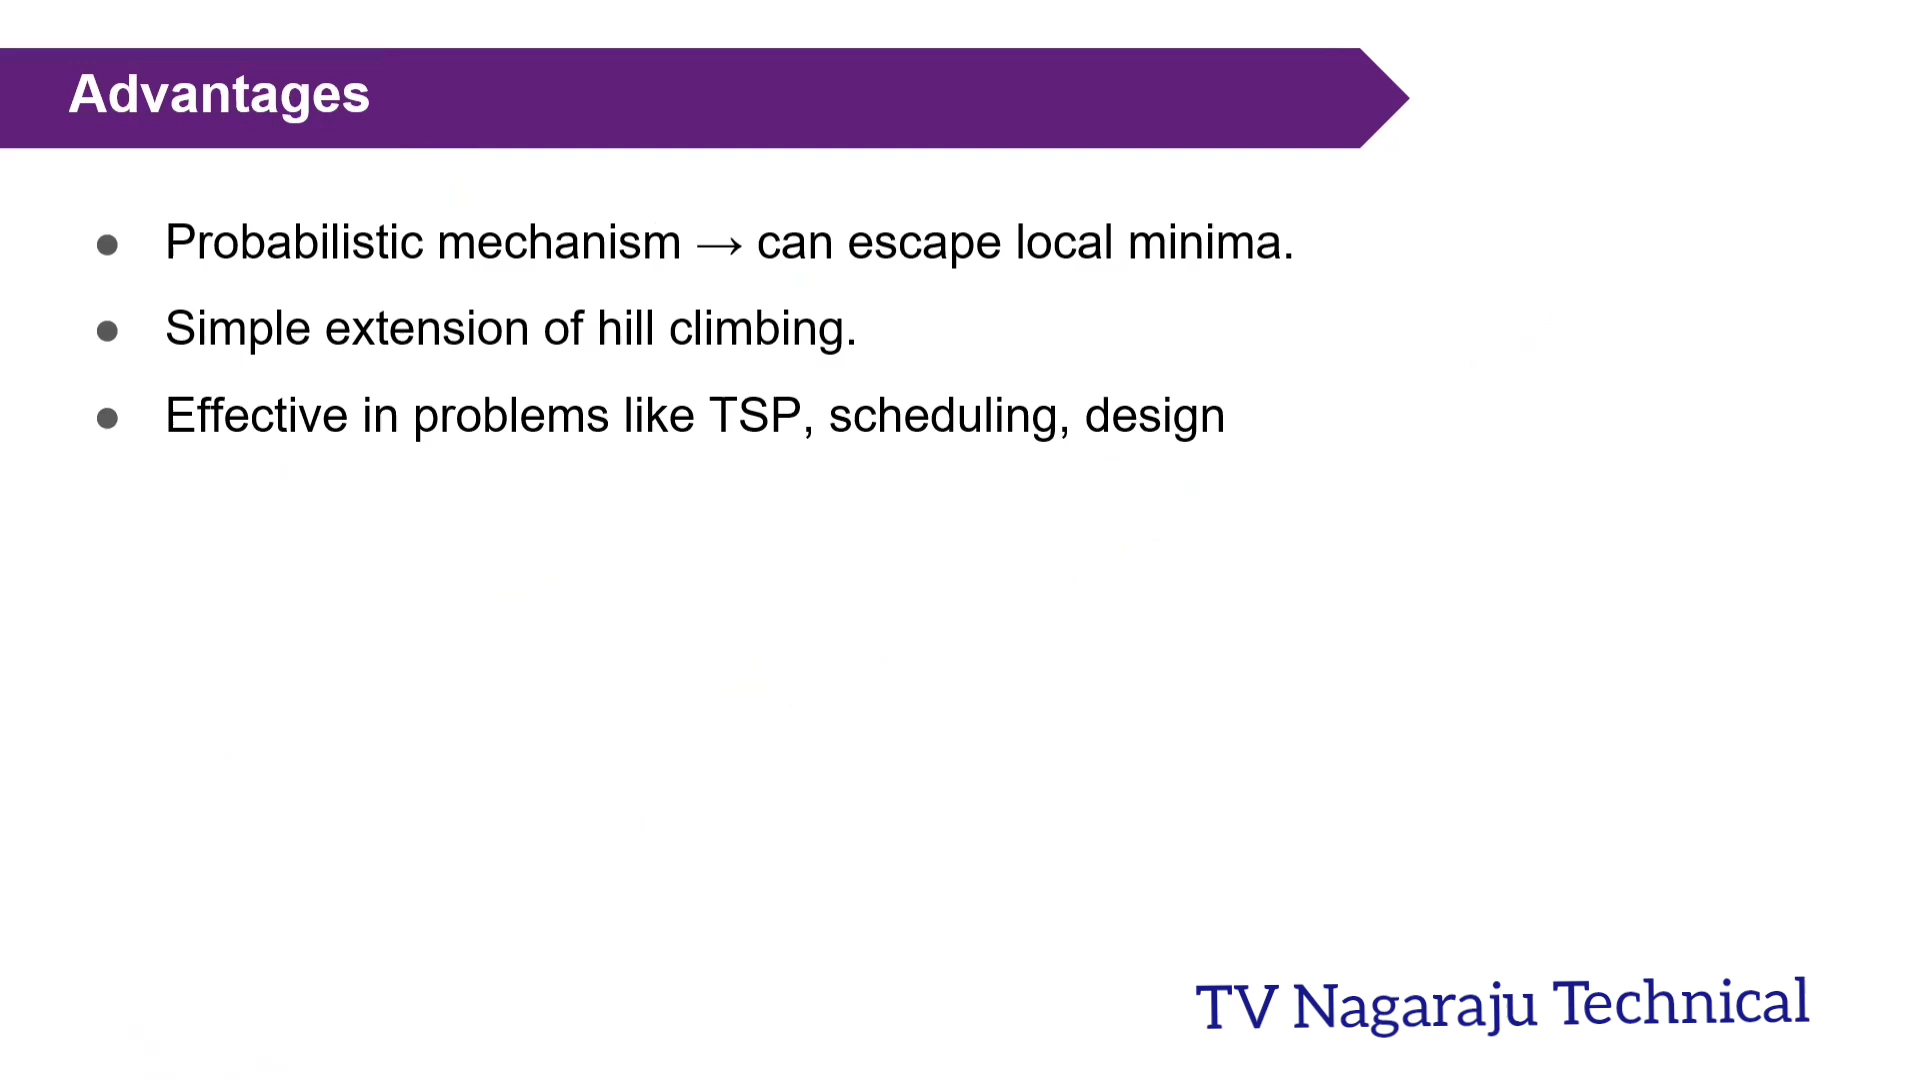 Advantages
● Probabilistic mechanism → can escape local minima.
● Simple extension of hill climbing.
● Effective in problems like TSP, scheduling, design
TV Nagaraju Technical